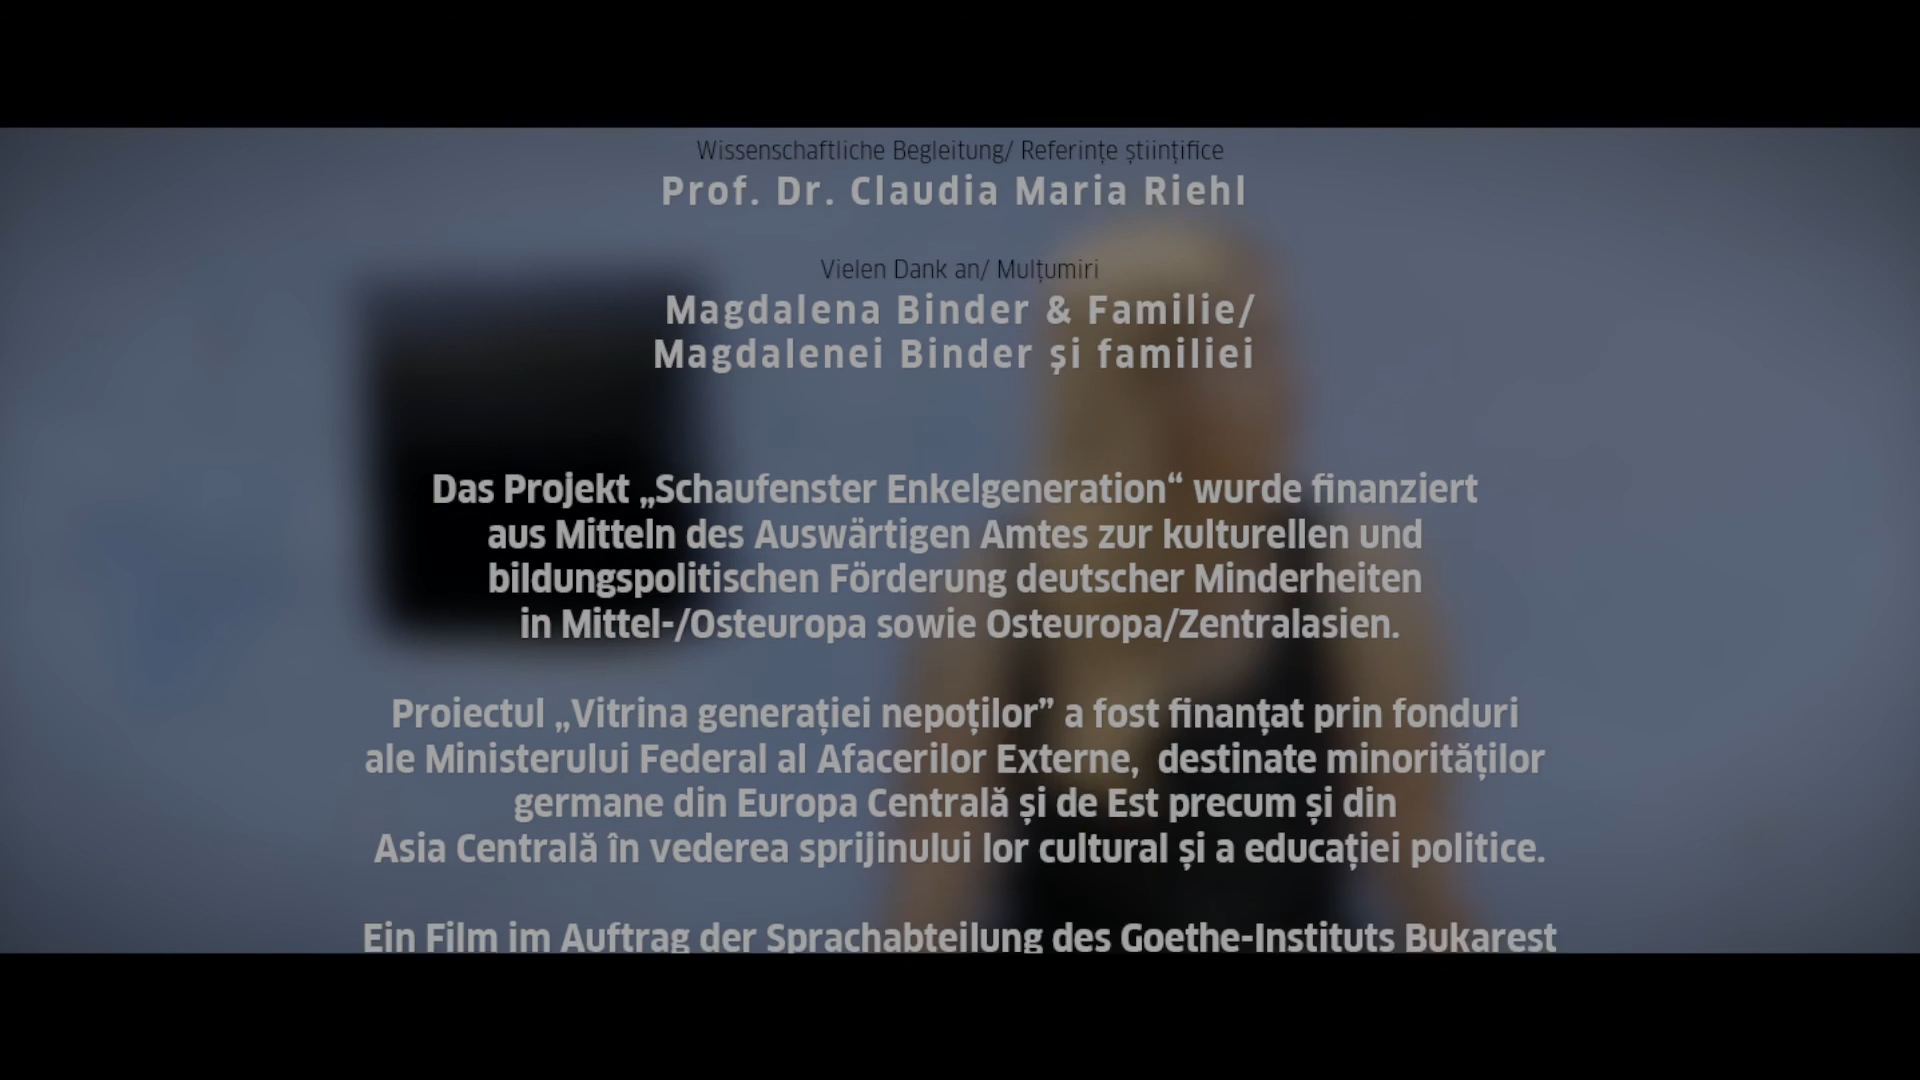 Wissenschaftliche Begleitung/ Referințe științifice
Prof. Dr. Claudia Maria Riehl
Vielen Dank an/ Mulțumiri
Magdalena Binder & Familie/
Magdalenei Binder și familiei
Das Projekt „Schaufenster Enkelgeneration“ wurde finanziert
aus Mitteln des Auswärtigen Amtes zur kulturellen und
bildungspolitischen Förderung deutscher Minderheiten
in Mittel-/Osteuropa sowie Osteuropa/Zentralasien.
Proiectul „Vitrina generației nepoților” a fost finanțat prin fonduri
ale Ministerului Federal al Afacerilor Externe, destinate minorităților
germane din Europa Centrală și de Est precum și din
Asia Centrală în vederea sprijinului lor cultural și a educației politice.
Ein Film im Auftrag der Sprachabteilung des Goethe-Instituts Bukarest